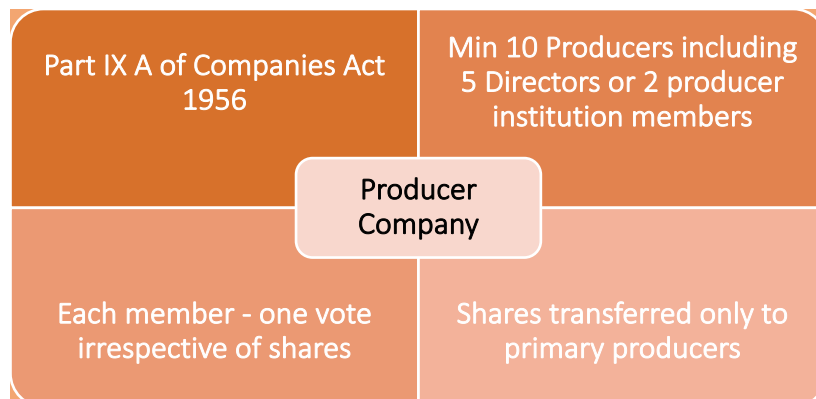 Part IX A of Companies Act
1956
Min 10 Producers including
5 Directors or 2 producer
institution members
Producer
Company
Each member - one vote
irrespective of shares
Shares transferred only to
primary producers